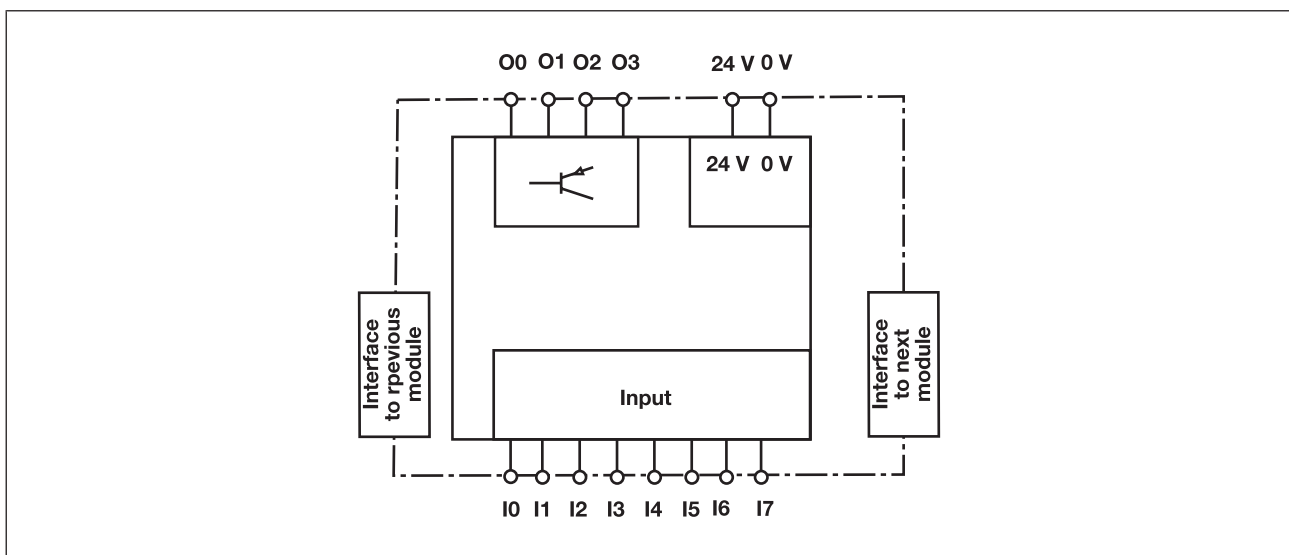 O0 O1 O2 O3 24 V 0 V
24 V 0 V
Interface
to rpevious
module
Interface
to next
module
Input
I0 I1 I2 I3 I4 I5 I6 I7